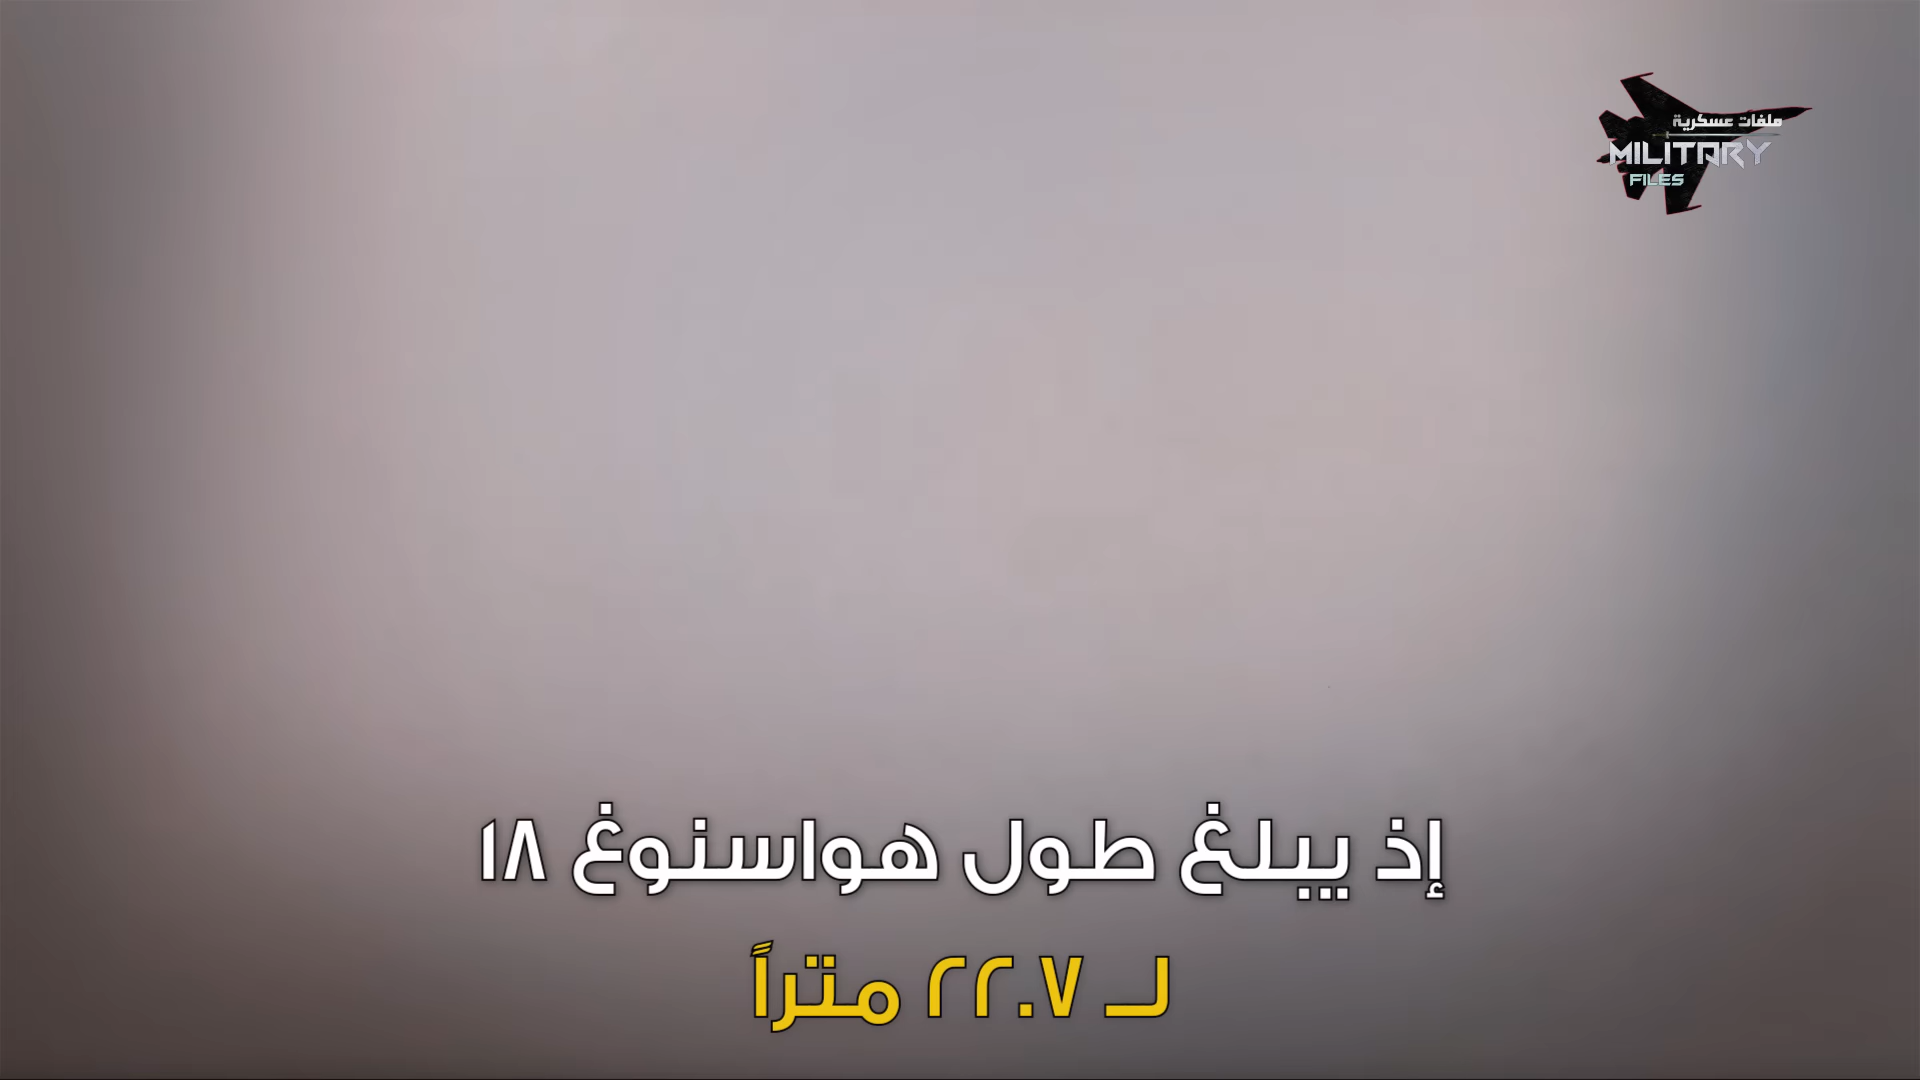 ملفات عسكرية
MILITARY
FILES
إذ يبلغ طول هواسنوغ ١٨
لـ ٢٢.٧ متراً